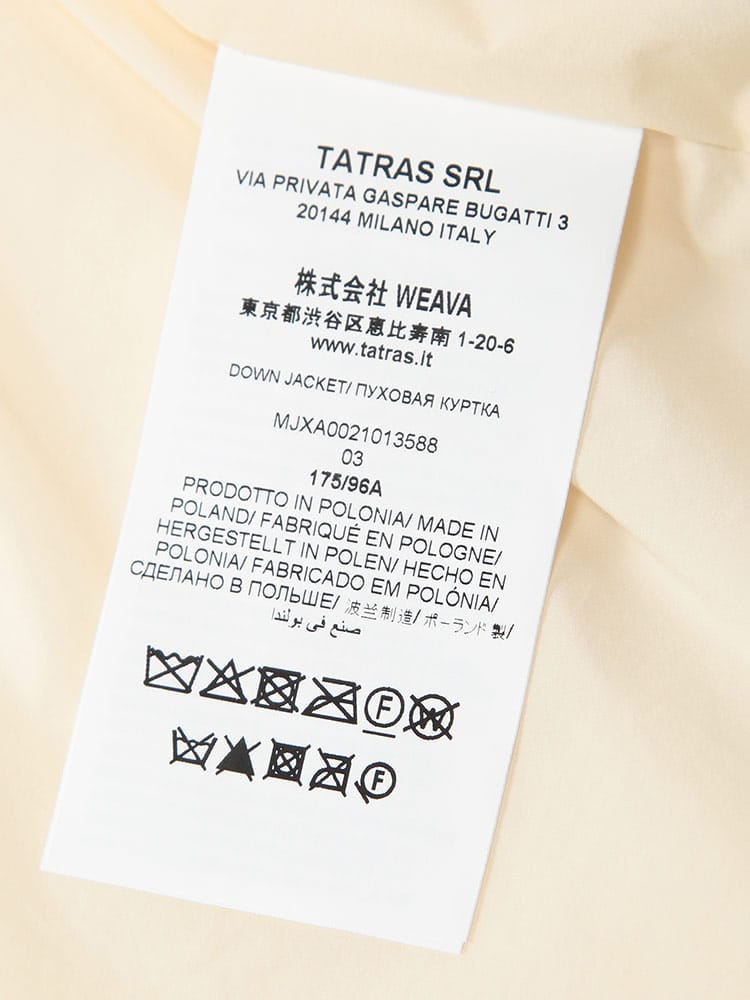 TATRAS SRL
VIA PRIVATA GASPARE BUGATTI 3
20144 MILANO ITALY
株式会社 WEAVA
東京都渋谷区恵比寿南 1-20-6
www.tatras.it
DOWN JACKET/ ПУХОВАЯ КУРТКА
MJXA0021013588
03
175/96A
PRODOTTO IN POLONIA/ MADE IN
POLAND/ FABRIQUÉ EN POLOGNE/
HERGESTELLT IN POLEN/ HECHO EN
POLONIA/ FABRICADO EM POLÓNIA/
СДЕЛАНО В ПОЛЬШЕ/ 波兰制造/ ポーランド製/
صنع في بولندا
F W
F